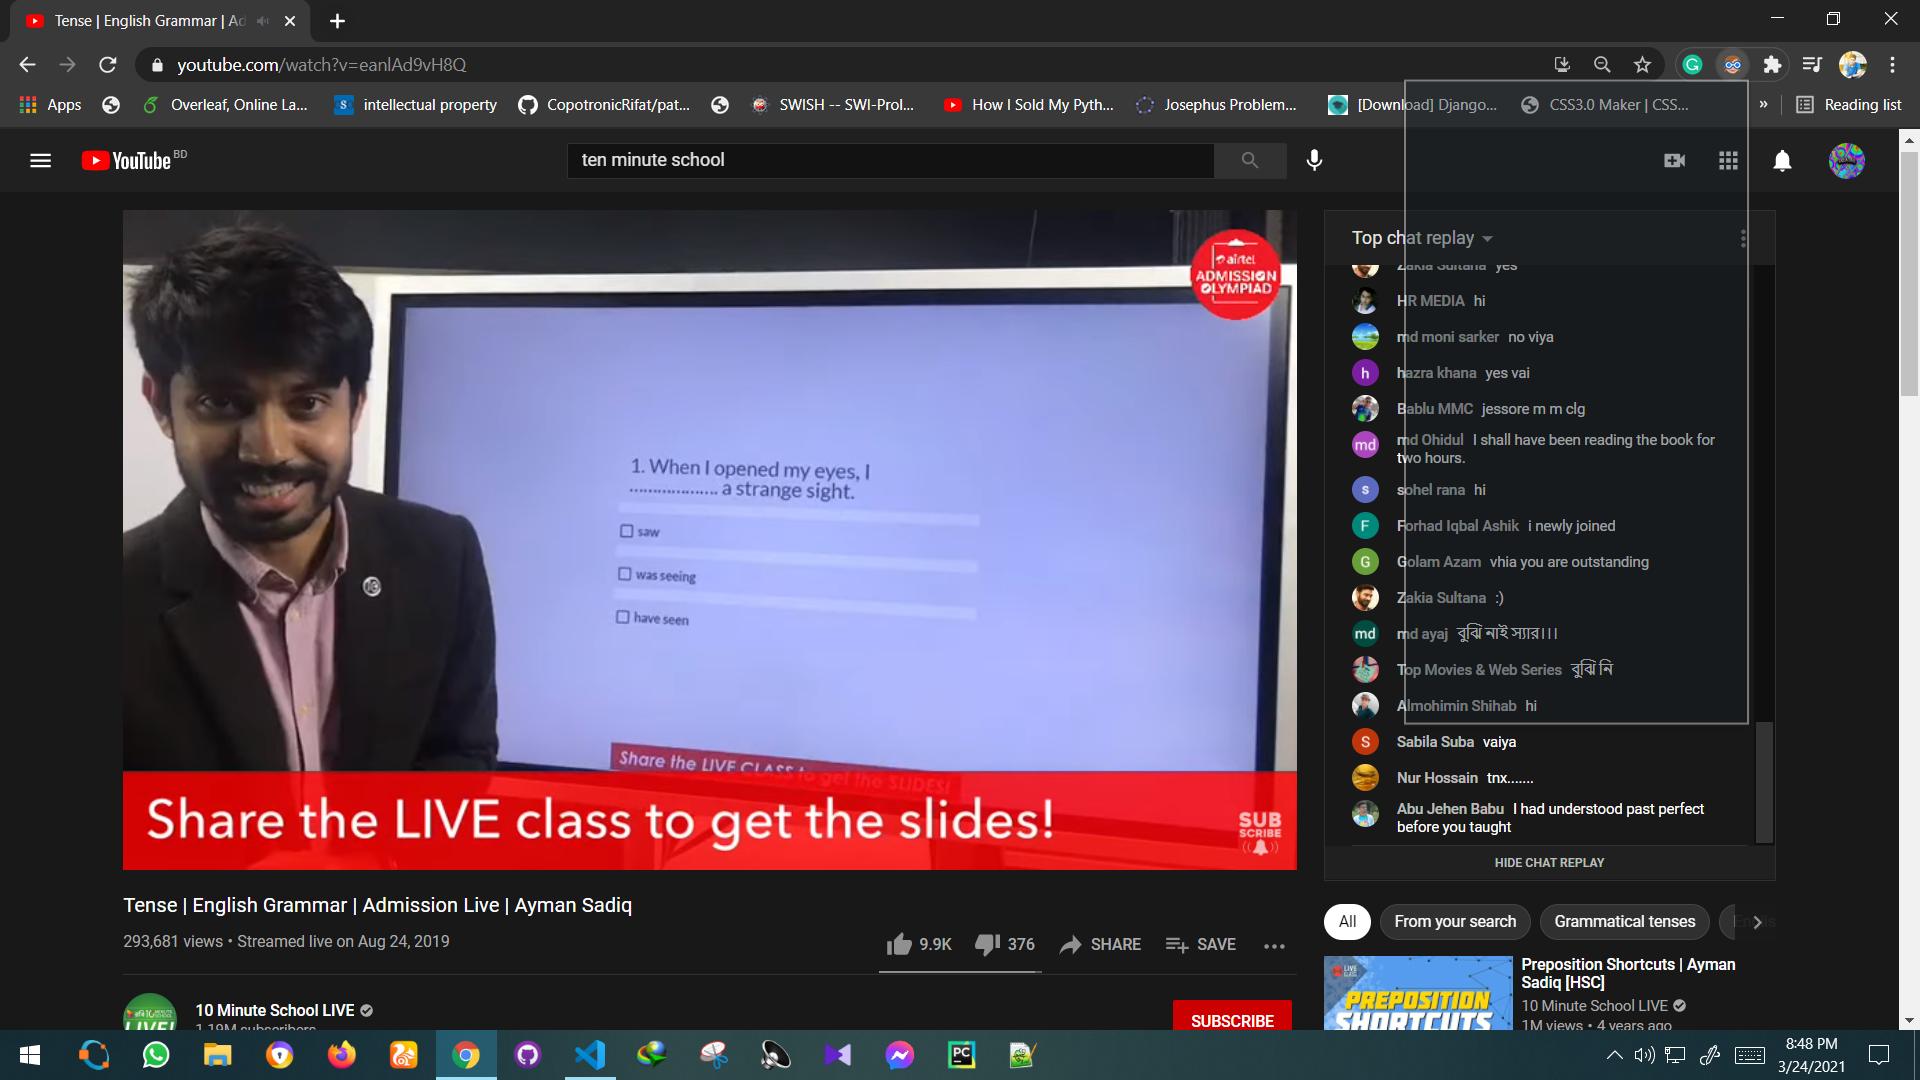 Tense | English Grammar | Ad
youtube.com/watch?v=eanlAd9vH8Q
Apps
Overleaf, Online La...
intellectual property
CopotronicRifat/pat...
SWISH -- SWI-Prol...
How I Sold My Pyth...
Josephus Problem...
[Download] Django...
CSS3.0 Maker | CSS...
»
Reading list
YouTube BD
ten minute school
airtel
ADMISSION
OLYMPIAD
1. When I opened my eyes, I
................... a strange sight.
saw
was seeing
have seen
Share the LIVE CLASS to get the SLIDES!
Share the LIVE class to get the slides!
SUB
SCRIBE
Top chat replay
Zakia Sultana yes
HR MEDIA hi
md moni sarker no viya
h
hazra khana yes vai
Bablu MMC jessore m m clg
md
md Ohidul I shall have been reading the book for
two hours.
s
sohel rana hi
F
Forhad Iqbal Ashik i newly joined
G
Golam Azam vhia you are outstanding
Zakia Sultana :)
md
md ayaj বুঝি নাই স্যার।।।
Top Movies & Web Series বুঝি নি
Almohimin Shihab hi
S
Sabila Suba vaiya
Nur Hossain tnx.......
Abu Jehen Babu I had understood past perfect
before you taught
HIDE CHAT REPLAY
Tense | English Grammar | Admission Live | Ayman Sadiq
293,681 views • Streamed live on Aug 24, 2019
9.9K
376
SHARE
SAVE
All
From your search
Grammatical tenses
LIVE
CLASS
PREPOSITION
SHORTCUTS
Preposition Shortcuts | Ayman
Sadiq [HSC]
10 Minute School LIVE
1M views • 4 years ago
LIVE!
10 Minute School LIVE
1.19M subscribers
SUBSCRIBE
PC
8:48 PM
3/24/2021